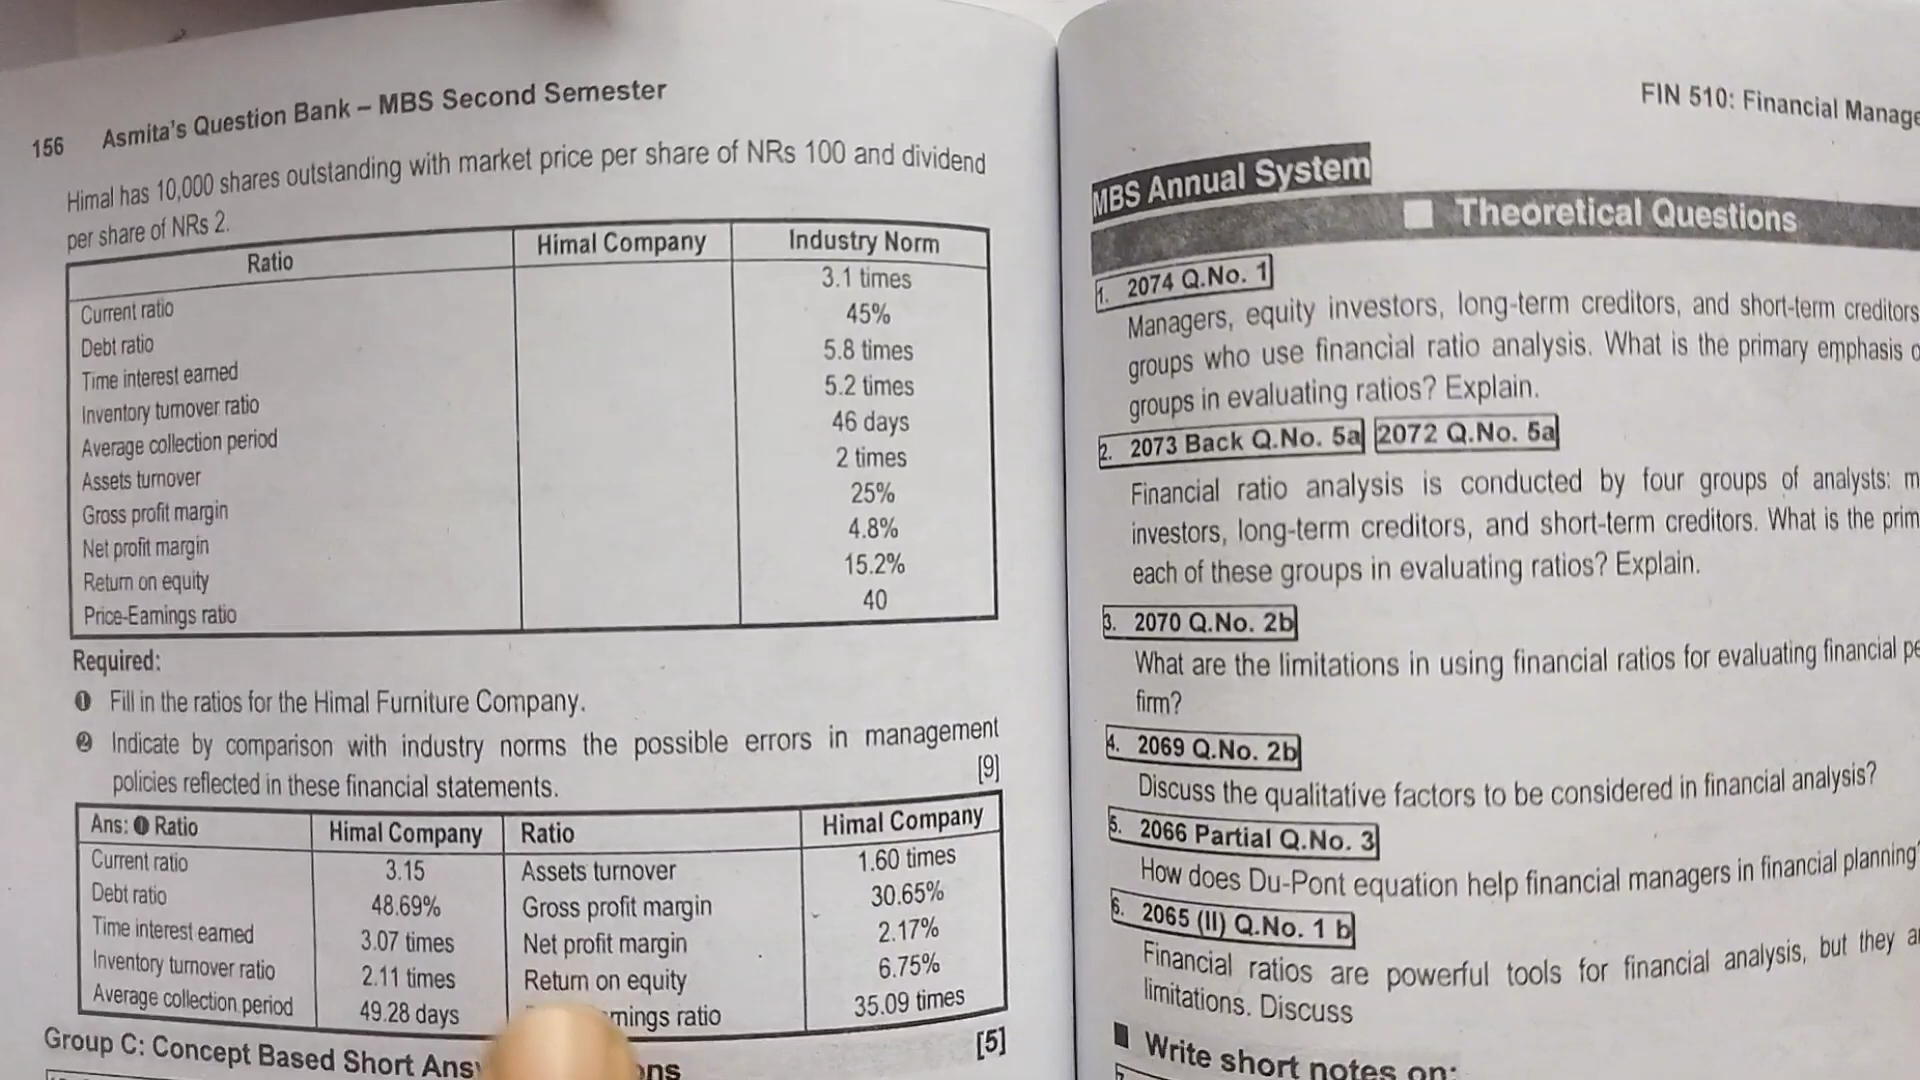 156 Asmita's Question Bank – MBS Second Semester
Himal has 10,000 shares outstanding with market price per share of NRs 100 and dividend
per share of NRs 2.
Ratio Himal Company Industry Norm
Current ratio 3.1 times
Debt ratio 45%
Time interest earned 5.8 times
Inventory turnover ratio 5.2 times
Average collection period 46 days
Assets turnover 2 times
Gross profit margin 25%
Net profit margin 4.8%
Return on equity 15.2%
Price-Earnings ratio 40
Required:
❶ Fill in the ratios for the Himal Furniture Company.
❷ Indicate by comparison with industry norms the possible errors in management
policies reflected in these financial statements. [9]
Ans: ❶ Ratio Himal Company Ratio Himal Company
Current ratio 3.15 Assets turnover 1.60 times
Debt ratio 48.69% Gross profit margin 30.65%
Time interest earned 3.07 times Net profit margin 2.17%
Inventory turnover ratio 2.11 times Return on equity 6.75%
Average collection period 49.28 days nings ratio 35.09 times
Group C: Concept Based Short Ans ons [5]
FIN 510: Financial Manage
MBS Annual System
Theoretical Questions
1. 2074 Q.No. 1
Managers, equity investors, long-term creditors, and short-term creditors
groups who use financial ratio analysis. What is the primary emphasis o
groups in evaluating ratios? Explain.
2. 2073 Back Q.No. 5a 2072 Q.No. 5a
Financial ratio analysis is conducted by four groups of analysts: m
investors, long-term creditors, and short-term creditors. What is the prim
each of these groups in evaluating ratios? Explain.
3. 2070 Q.No. 2b
What are the limitations in using financial ratios for evaluating financial pe
firm?
4. 2069 Q.No. 2b
Discuss the qualitative factors to be considered in financial analysis?
5. 2066 Partial Q.No. 3
How does Du-Pont equation help financial managers in financial planning?
6. 2065 (II) Q.No. 1 b
Financial ratios are powerful tools for financial analysis, but they a
limitations. Discuss
Write short notes on:
7.